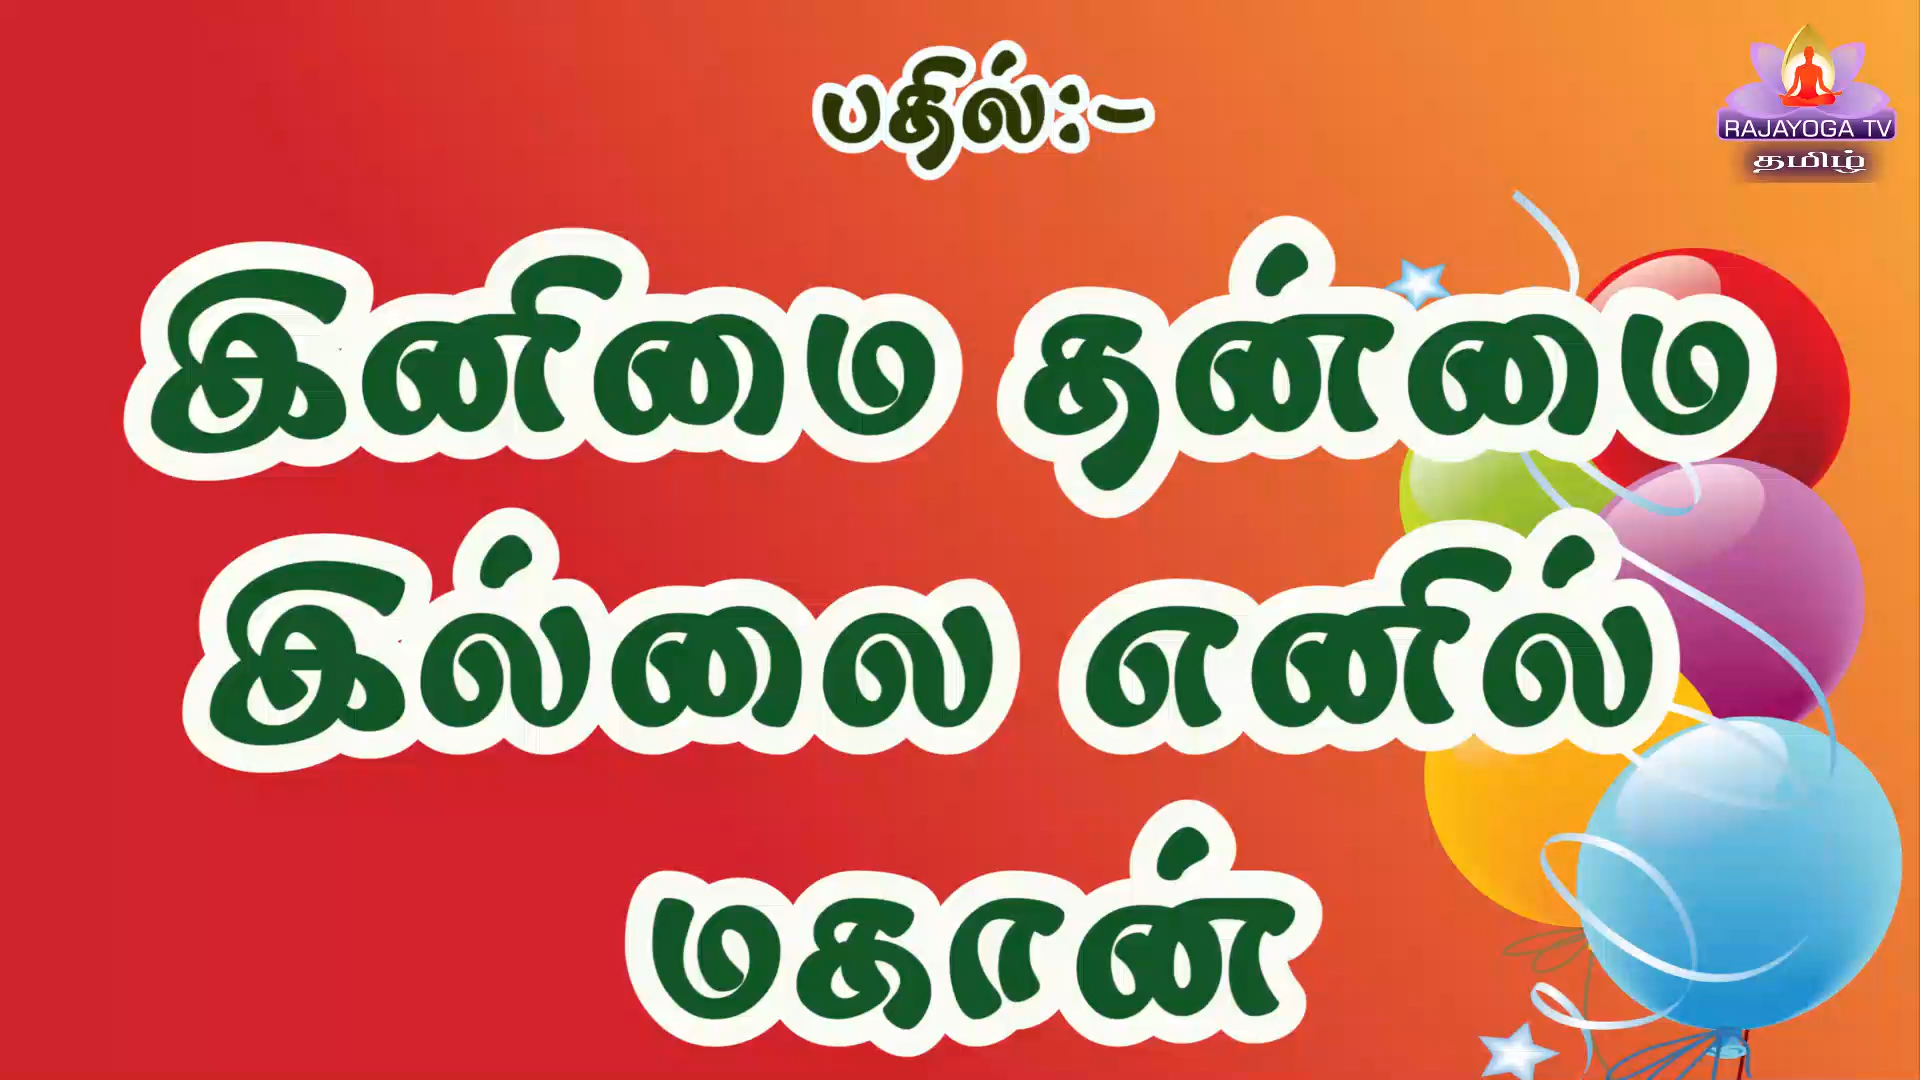 பதில்:-
RAJAYOGA TV
தமிழ்
இனிமை தன்மை
இல்லை எனில்
மகான்